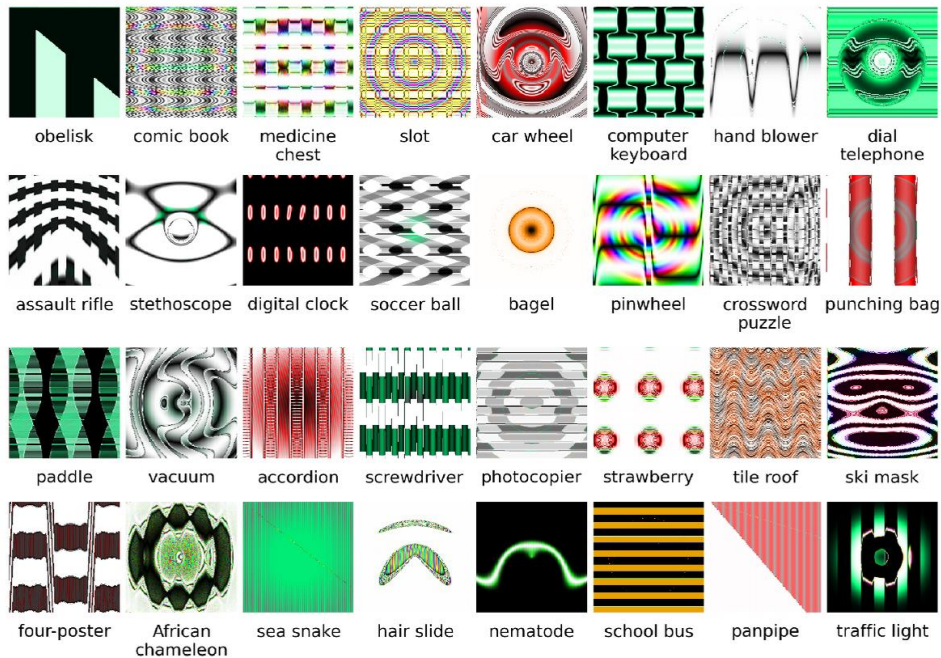 obelisk
comic book
medicine
chest
slot
car wheel
computer
keyboard
hand blower
dial
telephone
assault rifle
stethoscope
digital clock
soccer ball
bagel
pinwheel
crossword
puzzle
punching bag
paddle
vacuum
accordion
screwdriver
photocopier
strawberry
tile roof
ski mask
four-poster
African
chameleon
sea snake
hair slide
nematode
school bus
panpipe
traffic light